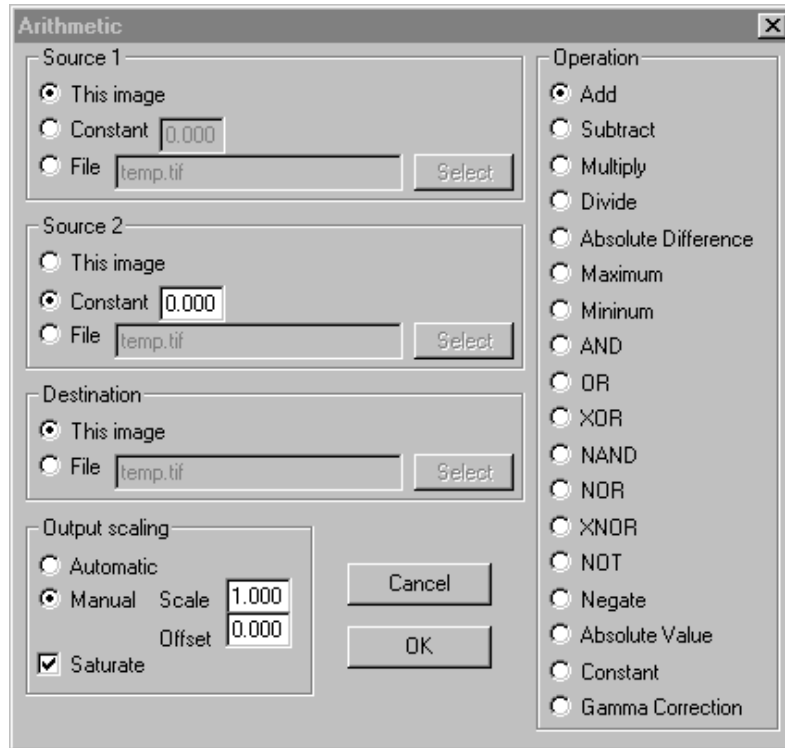 Arithmetic
Source 1
This image
Constant 0.000
File temp.tif Select
Source 2
This image
Constant 0.000
File temp.tif Select
Destination
This image
File temp.tif Select
Output scaling
Automatic
Manual Scale 1.000
Offset 0.000
Saturate
Cancel
OK
Operation
Add
Subtract
Multiply
Divide
Absolute Difference
Maximum
Mininum
AND
OR
XOR
NAND
NOR
XNOR
NOT
Negate
Absolute Value
Constant
Gamma Correction